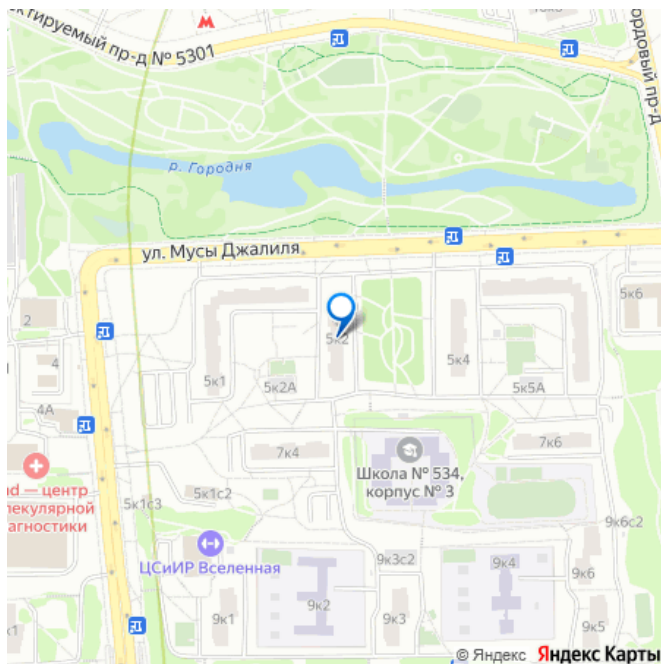 ктируемый пр-д № 5301
ордовый пр-д
р. Городня
ул. Мусы Джалиля
2
5к2
5к6
4
5к1
5к2А
5к4
5к5А
4А
7к4
7к6
Школа № 534,
корпус № 3
nd — центр
лекулярной
агностики
5к1с3
5к1с2
9к6с2
ЦСиИР Вселенная
9к3с2
9к4
9к6
9к1
9к2
9к3
9к5
к1
© Яндекс Яндекс Карты